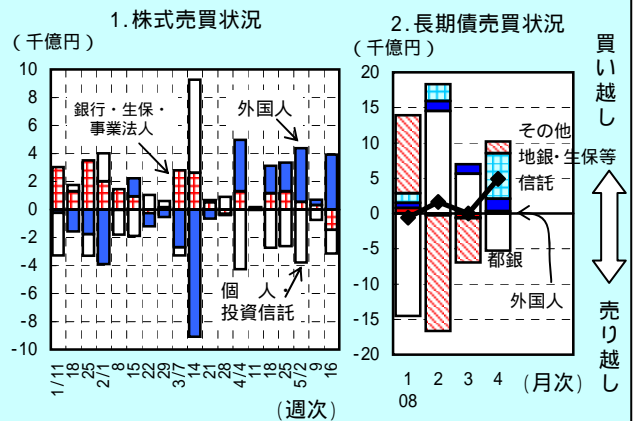 1.株式売買状況
（千億円）
10
8
6
4
2
0
-2
-4
-6
-8
-10
銀行・生保・
事業法人
外国人
個　人・
投資信託
1/11
18
25
2/1
8
15
22
29
3/7
14
21
28
4/4
11
18
25
5/2
9
16
（週次）
2.長期債売買状況
（千億円）
20
15
10
5
0
-5
-10
-15
-20
その他
地銀・生保等
信託
都銀
外国人
1 2 3 4
08
（月次）
買い越し
売り越し